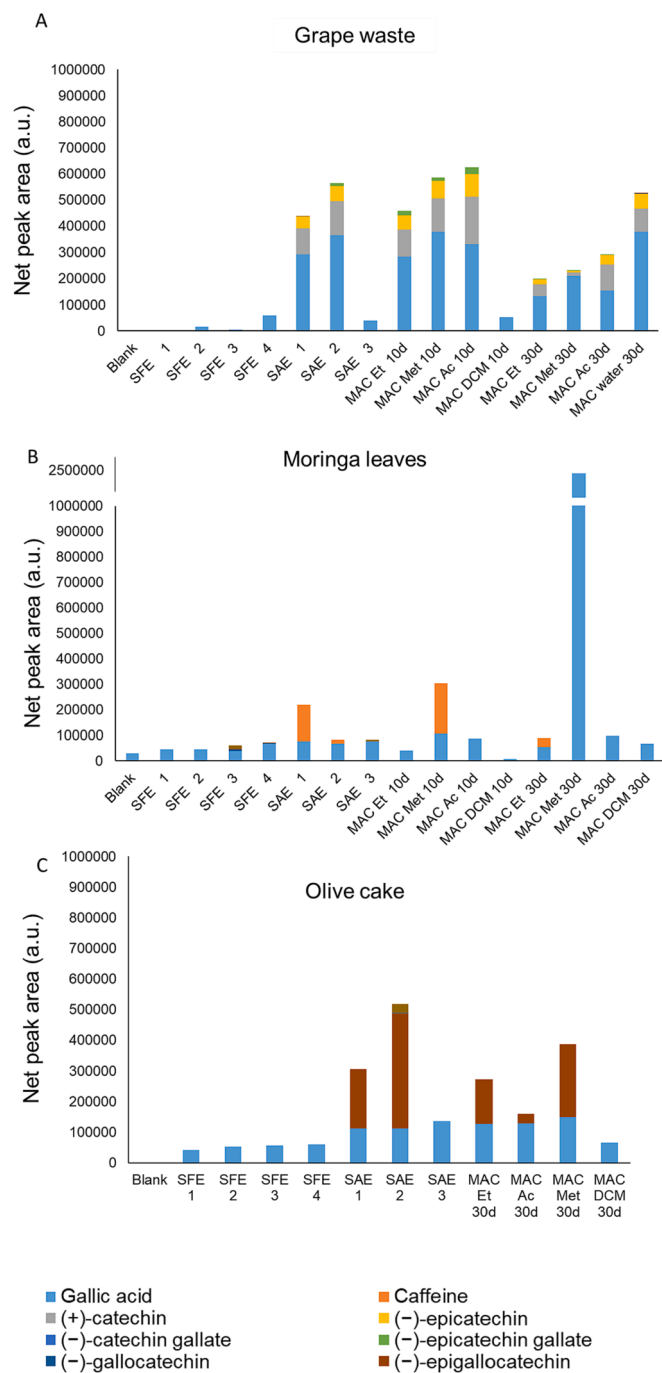 A
Grape waste
Net peak area (a.u.)
1000000
900000
800000
700000
600000
500000
400000
300000
200000
100000
0
Blank
SFE 1
SFE 2
SFE 3
SFE 4
SAE 1
SAE 2
SAE 3
MAC Et 10d
MAC Met 10d
MAC Ac 10d
MAC DCM 10d
MAC Et 30d
MAC Met 30d
MAC Ac 30d
MAC water 30d
B
Moringa leaves
Net peak area (a.u.)
2500000
1000000
900000
800000
700000
600000
500000
400000
300000
200000
100000
0
Blank
SFE 1
SFE 2
SFE 3
SFE 4
SAE 1
SAE 2
SAE 3
MAC Et 10d
MAC Met 10d
MAC Ac 10d
MAC DCM 10d
MAC Et 30d
MAC Met 30d
MAC Ac 30d
MAC DCM 30d
C
Olive cake
Net peak area (a.u.)
1000000
900000
800000
700000
600000
500000
400000
300000
200000
100000
0
Blank
SFE
1
SFE
2
SFE
3
SFE
4
SAE
1
SAE
2
SAE
3
MAC
Et
30d
MAC
Ac
30d
MAC
Met
30d
MAC
DCM
30d
Gallic acid
Caffeine
(+)-catechin
(−)-epicatechin
(−)-catechin gallate
(−)-epicatechin gallate
(−)-gallocatechin
(−)-epigallocatechin